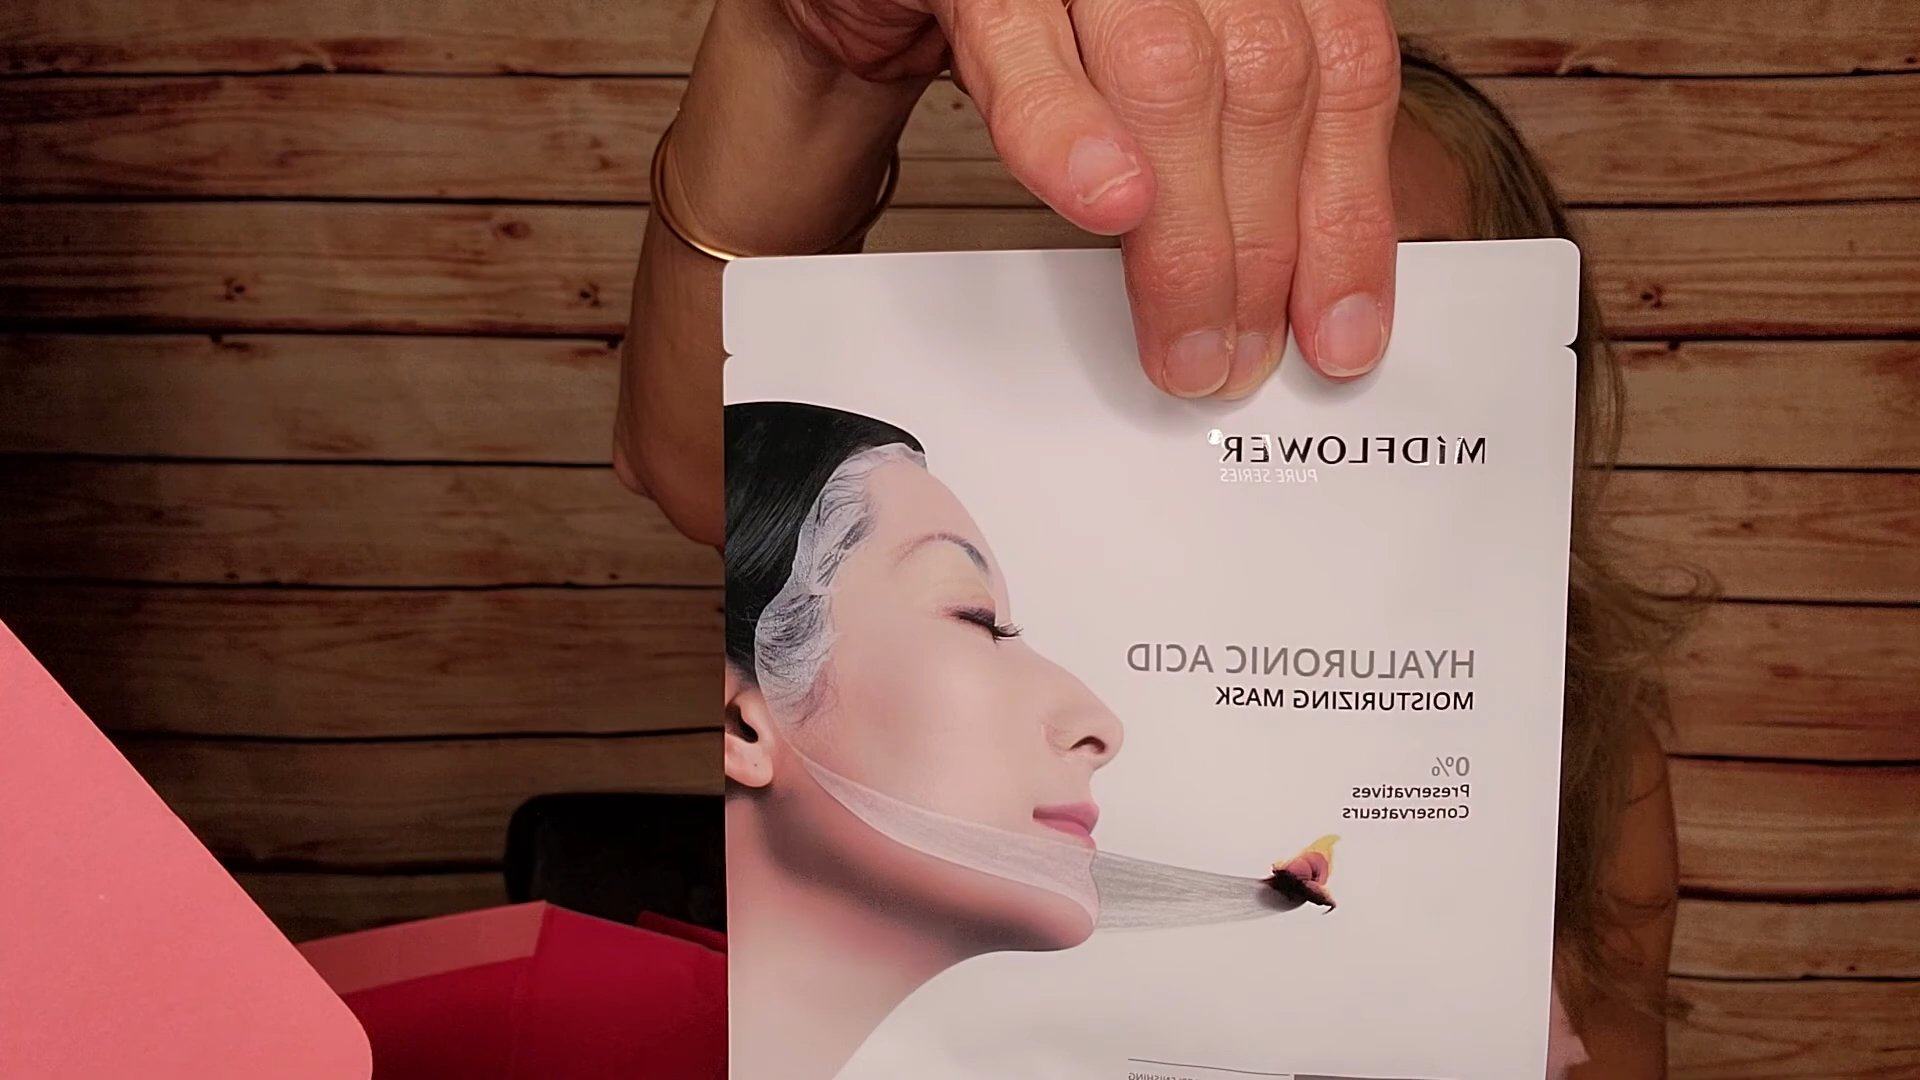 MiDFLOWER
PURE SERIES
HYALURONIC ACID
MOISTURIZING MASK
0%
Preservatives
Conservateurs